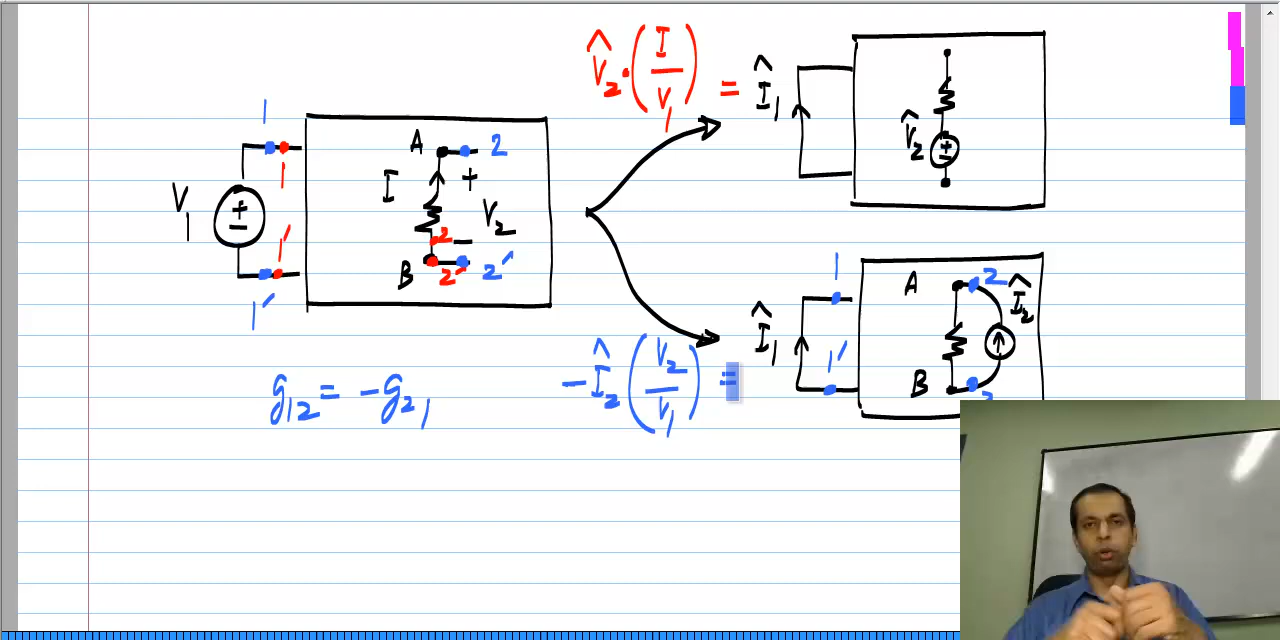 V̂₂·(I/V₁) = Î₁
V̂₂
1
1
V₁
1′
1′
A
2
I
+
V₂
2
−
B
2′
2′
−Î₂(V₂/V₁) = Î₁
1
1′
A
2
Î₂
B
g₁₂ = −g₂₁